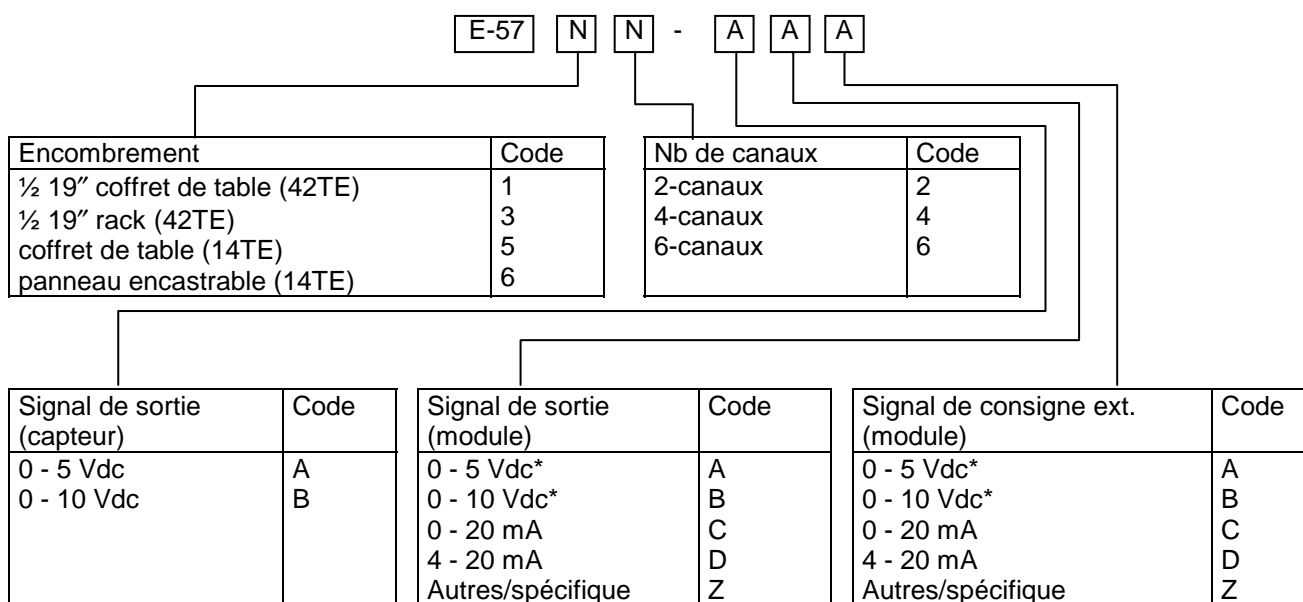 E-57 N N - A A A
Encombrement Code
½ 19″ coffret de table (42TE) 1
½ 19″ rack (42TE) 3
coffret de table (14TE) 5
panneau encastrable (14TE) 6
Nb de canaux Code
2-canaux 2
4-canaux 4
6-canaux 6
Signal de sortie Code
(capteur)
0 - 5 Vdc A
0 - 10 Vdc B
Signal de sortie Code
(module)
0 - 5 Vdc* A
0 - 10 Vdc* B
0 - 20 mA C
4 - 20 mA D
Autres/spécifique Z
Signal de consigne ext. Code
(module)
0 - 5 Vdc* A
0 - 10 Vdc* B
0 - 20 mA C
4 - 20 mA D
Autres/spécifique Z